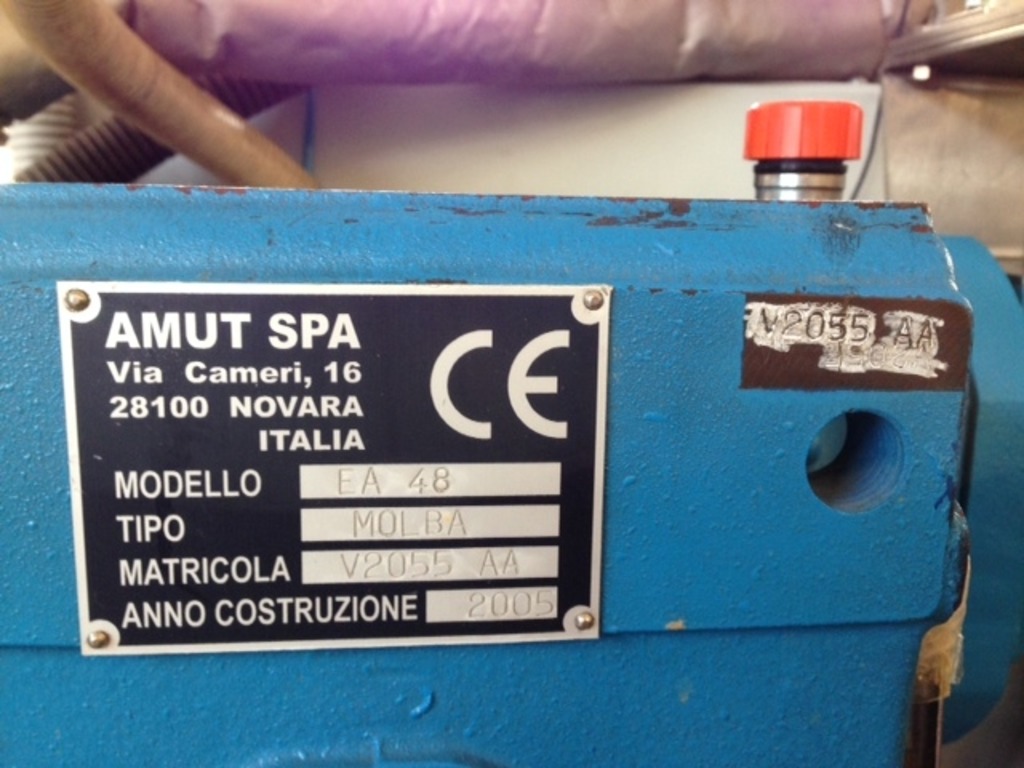 AMUT SPA
Via Cameri, 16
28100 NOVARA
ITALIA
CE
MODELLO EA 48
TIPO MOLBA
MATRICOLA V2055 AA
ANNO COSTRUZIONE 2005
V2055 AA